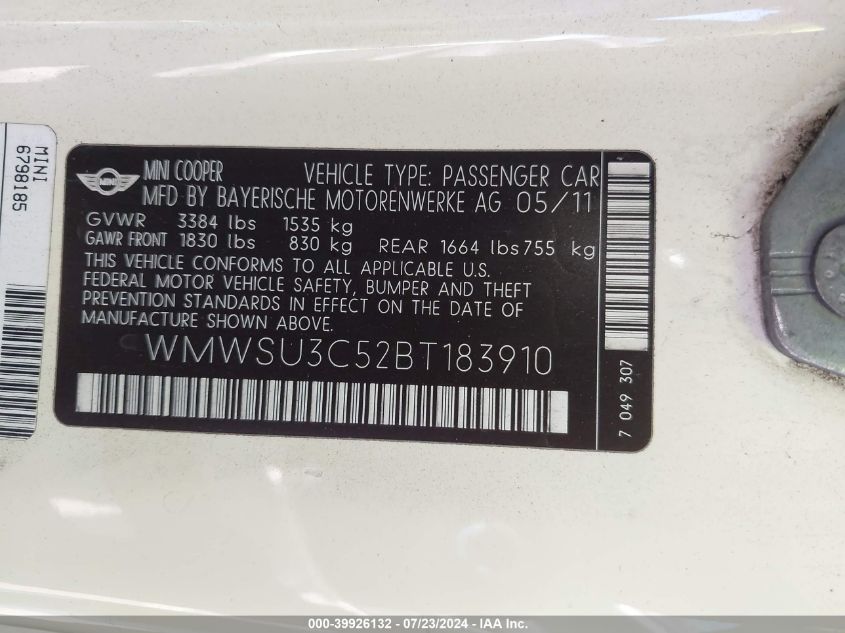 MINI
6798185
MINI
MINI COOPER VEHICLE TYPE: PASSENGER CAR
MFD BY BAYERISCHE MOTORENWERKE AG 05/11
GVWR 3384 lbs 1535 kg
GAWR FRONT 1830 lbs 830 kg REAR 1664 lbs 755 kg
THIS VEHICLE CONFORMS TO ALL APPLICABLE U.S.
FEDERAL MOTOR VEHICLE SAFETY, BUMPER AND THEFT
PREVENTION STANDARDS IN EFFECT ON THE DATE OF
MANUFACTURE SHOWN ABOVE.
WMWSU3C52BT183910
7 049 307
000-39926132 - 07/23/2024 - IAA Inc.